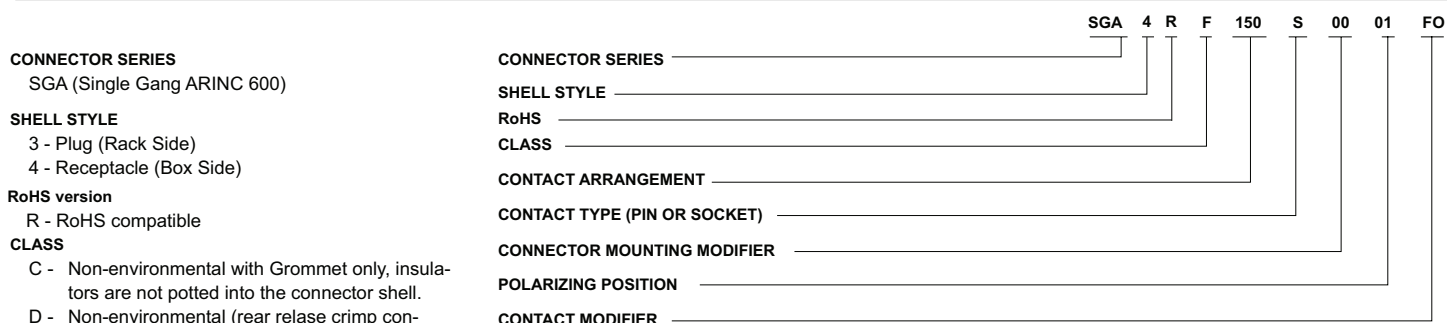 SGA 4 R F 150 S 00 01 FO
CONNECTOR SERIES
SGA (Single Gang ARINC 600)
SHELL STYLE
3 - Plug (Rack Side)
4 - Receptacle (Box Side)
RoHS version
R - RoHS compatible
CLASS
C - Non-environmental with Grommet only, insula-
tors are not potted into the connector shell.
D - Non-environmental (rear relase crimp con-
CONNECTOR SERIES
SHELL STYLE
RoHS
CLASS
CONTACT ARRANGEMENT
CONTACT TYPE (PIN OR SOCKET)
CONNECTOR MOUNTING MODIFIER
POLARIZING POSITION
CONTACT MODIFIER